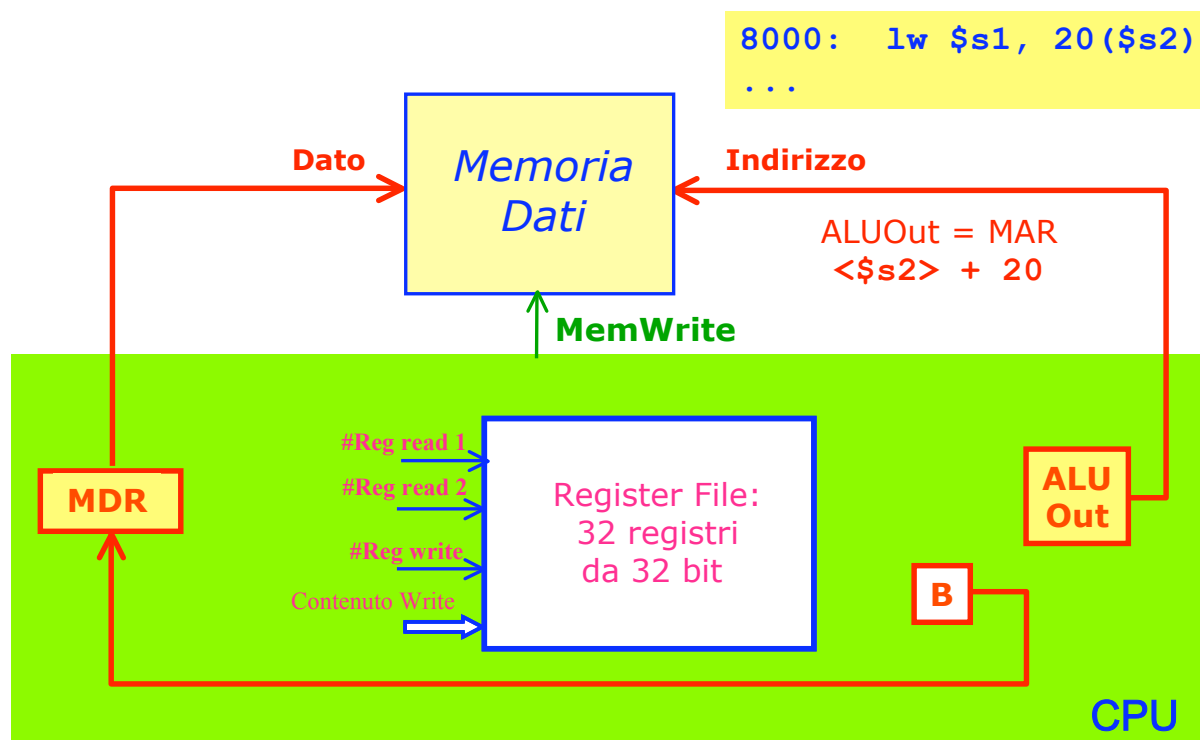 8000:  lw $s1, 20($s2)
...
Dato
Memoria
Dati
Indirizzo
ALUOut = MAR
<$s2> + 20
MemWrite
#Reg read 1
#Reg read 2
#Reg write
Contenuto Write
Register File:
32 registri
da 32 bit
MDR
ALU
Out
B
CPU